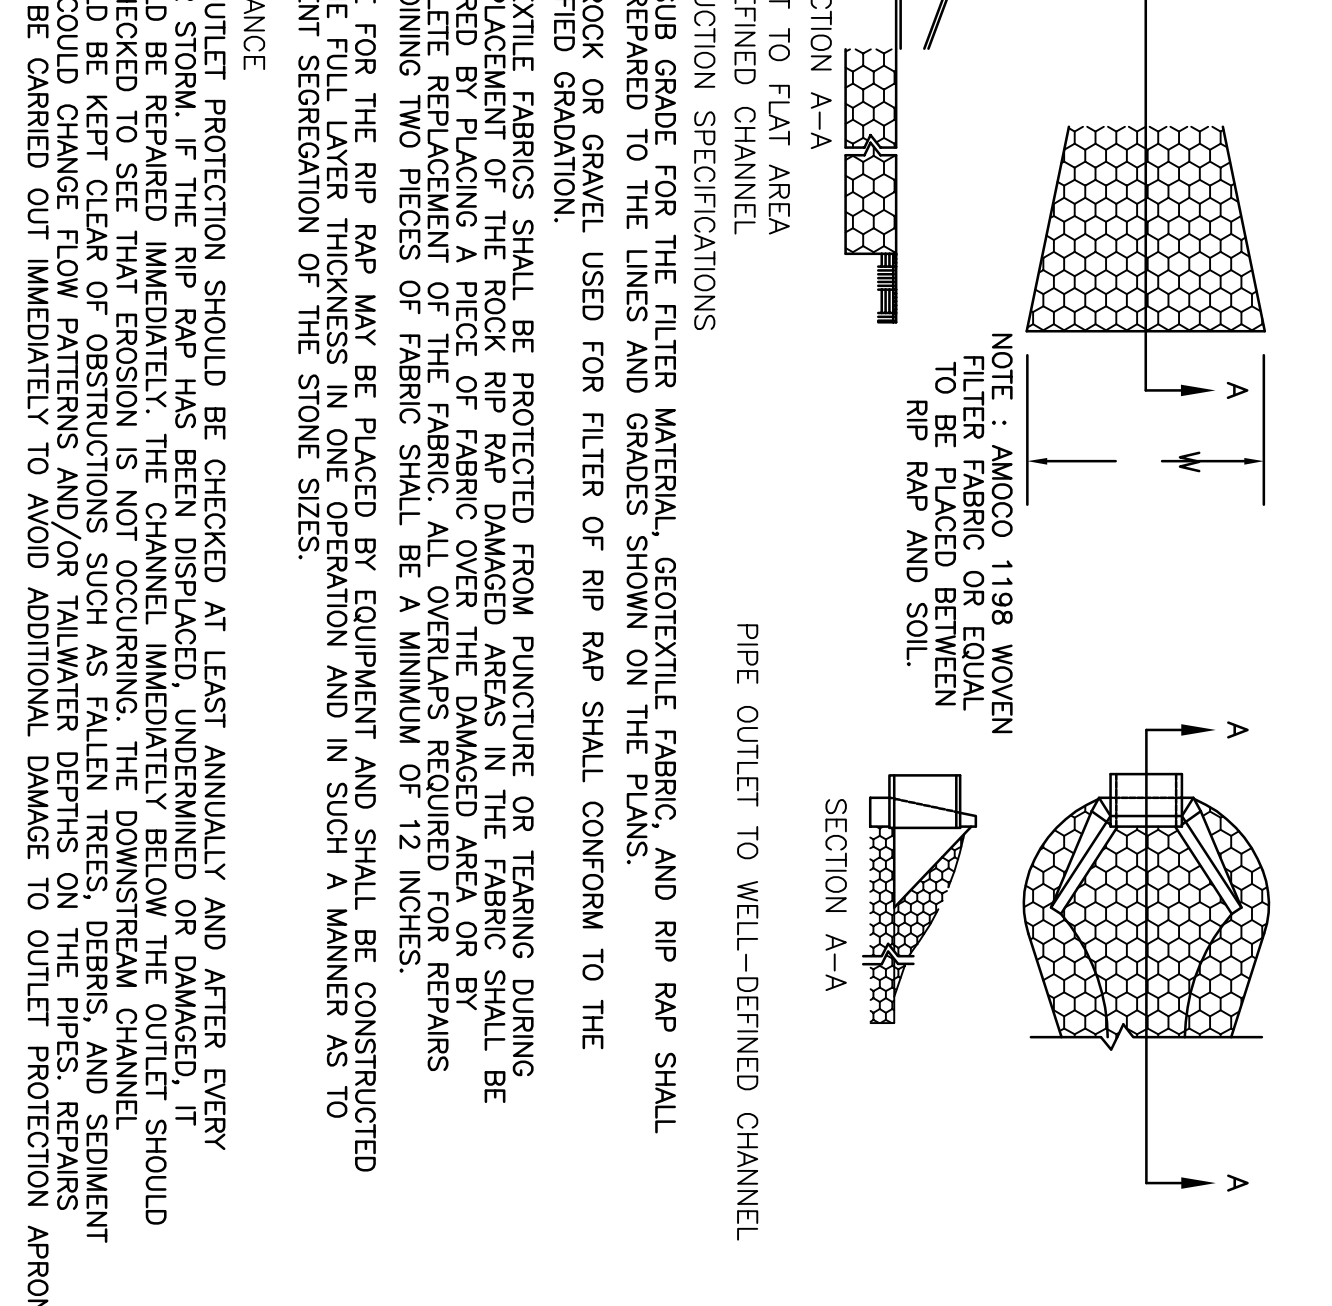 A
A
A
W
NOTE : AMOCO 1198 WOVEN
FILTER FABRIC OR EQUAL
TO BE PLACED BETWEEN
RIP RAP AND SOIL.
CTION A-A
SECTION A-A
T TO FLAT AREA
EFINED CHANNEL
PIPE OUTLET TO WELL-DEFINED CHANNEL
UCTION SPECIFICATIONS
SUB GRADE FOR THE FILTER MATERIAL, GEOTEXTILE FABRIC, AND RIP RAP SHALL
REPARED TO THE LINES AND GRADES SHOWN ON THE PLANS.
ROCK OR GRAVEL USED FOR FILTER OF RIP RAP SHALL CONFORM TO THE
FIED GRADATION.
EXTILE FABRICS SHALL BE PROTECTED FROM PUNCTURE OR TEARING DURING
PLACEMENT OF THE ROCK RIP RAP DAMAGED AREAS IN THE FABRIC SHALL BE
RED BY PLACING A PIECE OF FABRIC OVER THE DAMAGED AREA OR BY
LETE REPLACEMENT OF THE FABRIC. ALL OVERLAPS REQUIRED FOR REPAIRS
OINING TWO PIECES OF FABRIC SHALL BE A MINIMUM OF 12 INCHES.
FOR THE RIP RAP MAY BE PLACED BY EQUIPMENT AND SHALL BE CONSTRUCTED
E FULL LAYER THICKNESS IN ONE OPERATION AND IN SUCH A MANNER AS TO
ENT SEGREGATION OF THE STONE SIZES.
ANCE
UTLET PROTECTION SHOULD BE CHECKED AT LEAST ANNUALLY AND AFTER EVERY
STORM. IF THE RIP RAP HAS BEEN DISPLACED, UNDERMINED OR DAMAGED, IT
LD BE REPAIRED IMMEDIATELY. THE CHANNEL IMMEDIATELY BELOW THE OUTLET SHOULD
HECKED TO SEE THAT EROSION IS NOT OCCURRING. THE DOWNSTREAM CHANNEL
LD BE KEPT CLEAR OF OBSTRUCTIONS SUCH AS FALLEN TREES, DEBRIS, AND SEDIMENT
COULD CHANGE FLOW PATTERNS AND/OR TAILWATER DEPTHS ON THE PIPES. REPAIRS
BE CARRIED OUT IMMEDIATELY TO AVOID ADDITIONAL DAMAGE TO OUTLET PROTECTION APRON